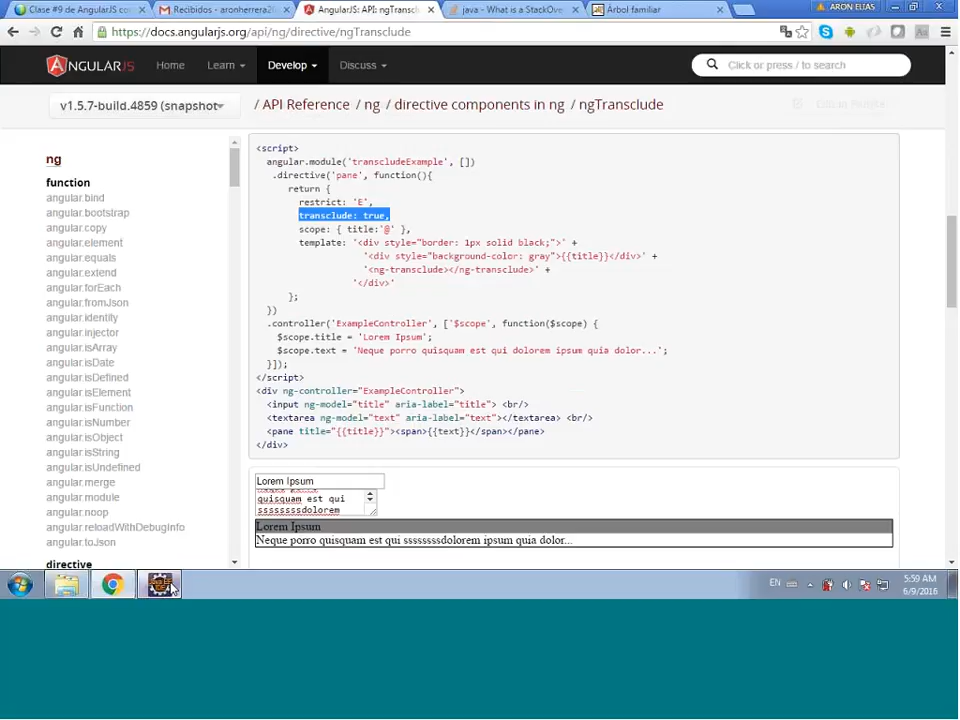 Clase #9 de AngularJS co
Recibidos - aronherrera2
AngularJS: API: ngTransc
java - What is a StackOve
Árbol familiar
ARON ELIAS
https://docs.angularjs.org/api/ng/directive/ngTransclude
ANGULARJS
Home
Learn
Develop
Discuss
Click or press / to search
v1.5.7-build.4859 (snapshot
/ API Reference / ng / directive components in ng / ngTransclude
ng
function
angular.bind
angular.bootstrap
angular.copy
angular.element
angular.equals
angular.extend
angular.forEach
angular.fromJson
angular.identity
angular.injector
angular.isArray
angular.isDate
angular.isDefined
angular.isElement
angular.isFunction
angular.isNumber
angular.isObject
angular.isString
angular.isUndefined
angular.merge
angular.module
angular.noop
angular.reloadWithDebugInfo
angular.toJson
directive
<script>
angular.module('transcludeExample', [])
.directive('pane', function(){
return {
restrict: 'E',
transclude: true,
scope: { title:'@' },
template: '<div style="border: 1px solid black;">' +
'<div style="background-color: gray">{{title}}</div>' +
'<ng-transclude></ng-transclude>' +
'</div>'
};
})
.controller('ExampleController', ['$scope', function($scope) {
$scope.title = 'Lorem Ipsum';
$scope.text = 'Neque porro quisquam est qui dolorem ipsum quia dolor...';
}]);
</script>
<div ng-controller="ExampleController">
<input ng-model="title" aria-label="title"> <br/>
<textarea ng-model="text" aria-label="text"></textarea> <br/>
<pane title="{{title}}"><span>{{text}}</span></pane>
</div>
Lorem Ipsum
quisquam est qui
ssssssssdolorem
Lorem Ipsum
Neque porro quisquam est qui ssssssssdolorem ipsum quia dolor...
EN
5:59 AM
6/9/2016